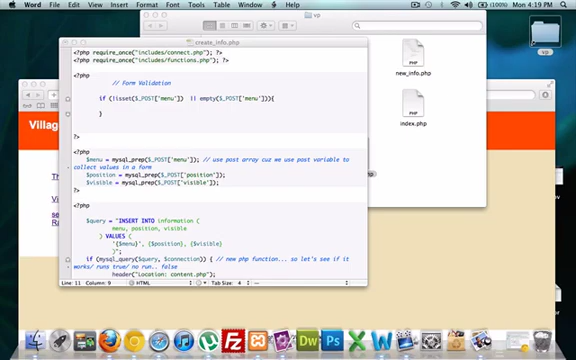 Word File Edit View Insert Format Font Tools Table Window Help
(100%) Mon 4:19 PM
vp
create_info.php
<?php require_once("includes/connect.php"); ?>
<?php require_once("includes/functions.php"); ?>
<?php
// Form Validation
if (!isset($_POST['menu']) || empty($_POST['menu'])){
}
?>
<?php
$menu = mysql_prep($_POST['menu']); // use post array cuz we use post variable to
collect values in a form
$position = mysql_prep($_POST['position']);
$visible = mysql_prep($_POST['visible']);
?>
<?php
$query = "INSERT INTO information (
menu, position, visible
) VALUES (
'{$menu}', {$position}, {$visible}
)";
if (mysql_query($query, $connection)) { // new php function... so let's see if it
works/ runs true/ no run.. false
header("Location: content.php");
Line: 11 Column: 9 HTML Tab Size: 4
new_info.php
index.php
vp
Villag